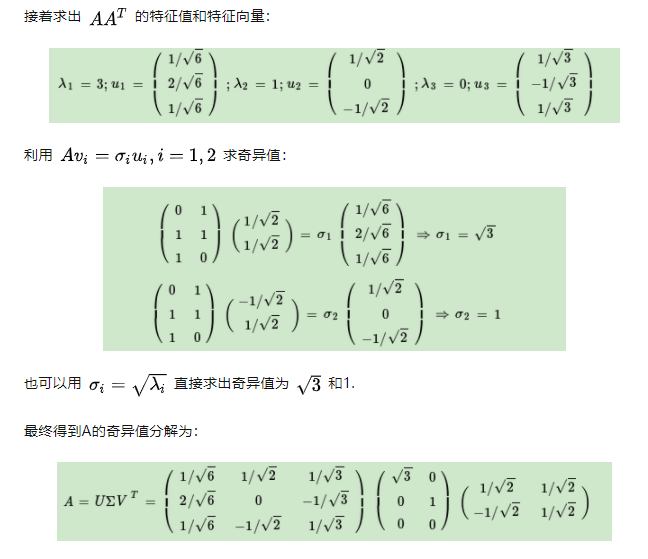 接着求出 $AA^T$ 的特征值和特征向量：
$\lambda_1 = 3; u_1 = \begin{pmatrix} 1/\sqrt{6} \\ 2/\sqrt{6} \\ 1/\sqrt{6} \end{pmatrix}; \lambda_2 = 1; u_2 = \begin{pmatrix} 1/\sqrt{2} \\ 0 \\ -1/\sqrt{2} \end{pmatrix}; \lambda_3 = 0; u_3 = \begin{pmatrix} 1/\sqrt{3} \\ -1/\sqrt{3} \\ 1/\sqrt{3} \end{pmatrix}$
利用 $Av_i = \sigma_i u_i, i = 1, 2$ 求奇异值：
$\begin{pmatrix} 0 & 1 \\ 1 & 1 \\ 1 & 0 \end{pmatrix} \begin{pmatrix} 1/\sqrt{2} \\ 1/\sqrt{2} \end{pmatrix} = \sigma_1 \begin{pmatrix} 1/\sqrt{6} \\ 2/\sqrt{6} \\ 1/\sqrt{6} \end{pmatrix} \Rightarrow \sigma_1 = \sqrt{3}$
$\begin{pmatrix} 0 & 1 \\ 1 & 1 \\ 1 & 0 \end{pmatrix} \begin{pmatrix} -1/\sqrt{2} \\ 1/\sqrt{2} \end{pmatrix} = \sigma_2 \begin{pmatrix} 1/\sqrt{2} \\ 0 \\ -1/\sqrt{2} \end{pmatrix} \Rightarrow \sigma_2 = 1$
也可以用 $\sigma_i = \sqrt{\lambda_i}$ 直接求出奇异值为 $\sqrt{3}$ 和1.
最终得到A的奇异值分解为：
$A = U\Sigma V^T = \begin{pmatrix} 1/\sqrt{6} & 1/\sqrt{2} & 1/\sqrt{3} \\ 2/\sqrt{6} & 0 & -1/\sqrt{3} \\ 1/\sqrt{6} & -1/\sqrt{2} & 1/\sqrt{3} \end{pmatrix} \begin{pmatrix} \sqrt{3} & 0 \\ 0 & 1 \\ 0 & 0 \end{pmatrix} \begin{pmatrix} 1/\sqrt{2} & 1/\sqrt{2} \\ -1/\sqrt{2} & 1/\sqrt{2} \end{pmatrix}$